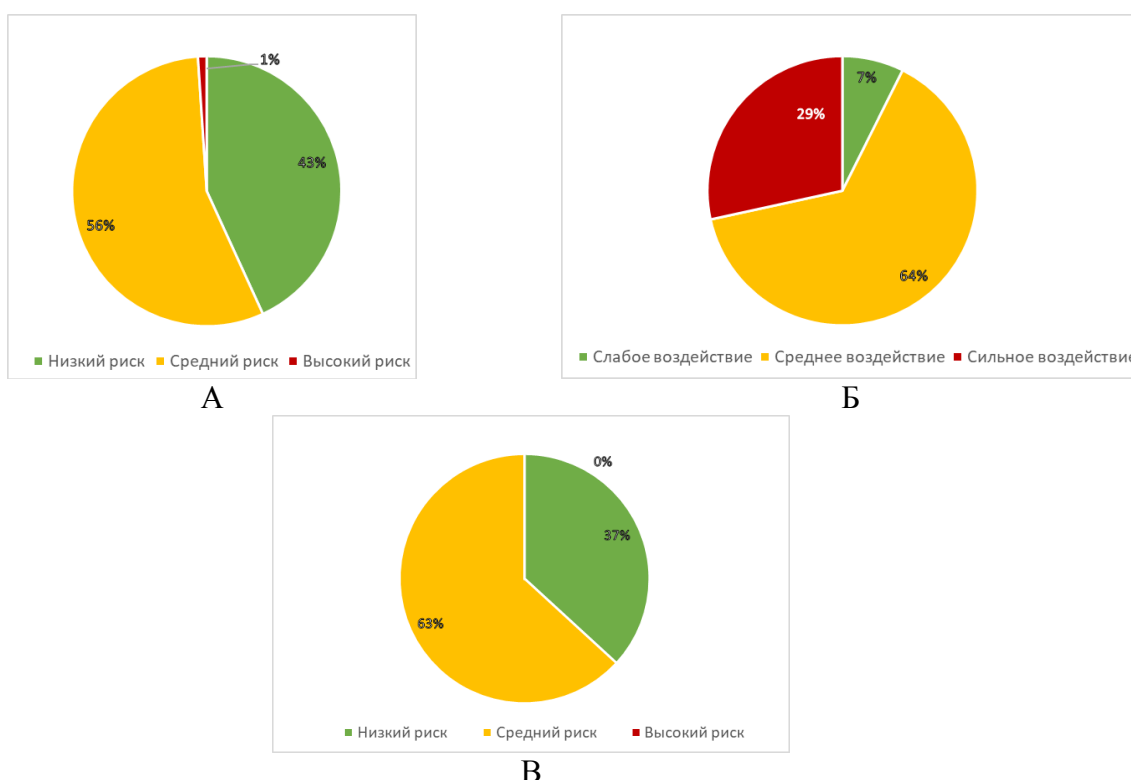 1%
43%
56%
Низкий риск Средний риск Высокий риск
А
7%
29%
64%
Слабое воздействие Среднее воздействие Сильное воздействие
Б
0%
37%
63%
Низкий риск Средний риск Высокий риск
В